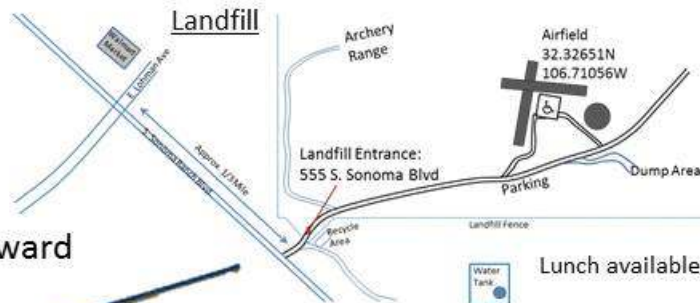 Landfill
Walmart
Market
E. Lohman Ave
Archery
Range
Airfield
32.32651N
106.71056W
S. Sonoma Ranch Blvd
Approx. 1/3 Mile
Landfill Entrance:
555 S. Sonoma Blvd
Parking
Dump Area
Recycle
Area
Landfill Fence
ward
Water
Tank
Lunch available